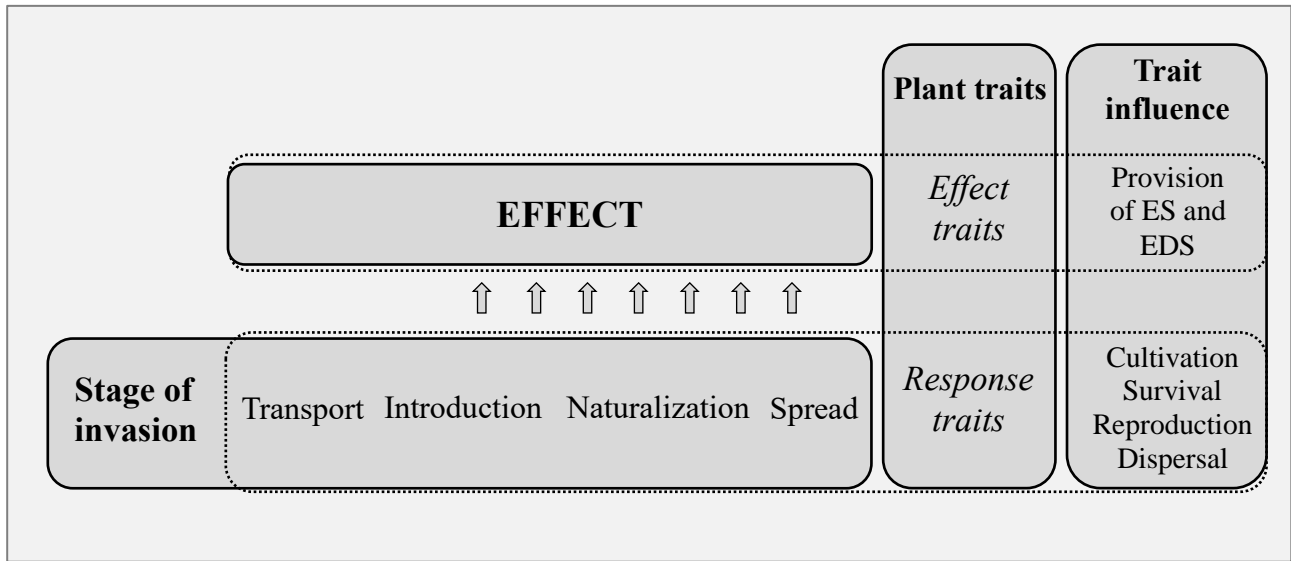 Plant traits
Trait
influence
EFFECT
Effect
traits
Provision
of ES and
EDS
Stage of
invasion
Transport Introduction Naturalization Spread
Response
traits
Cultivation
Survival
Reproduction
Dispersal